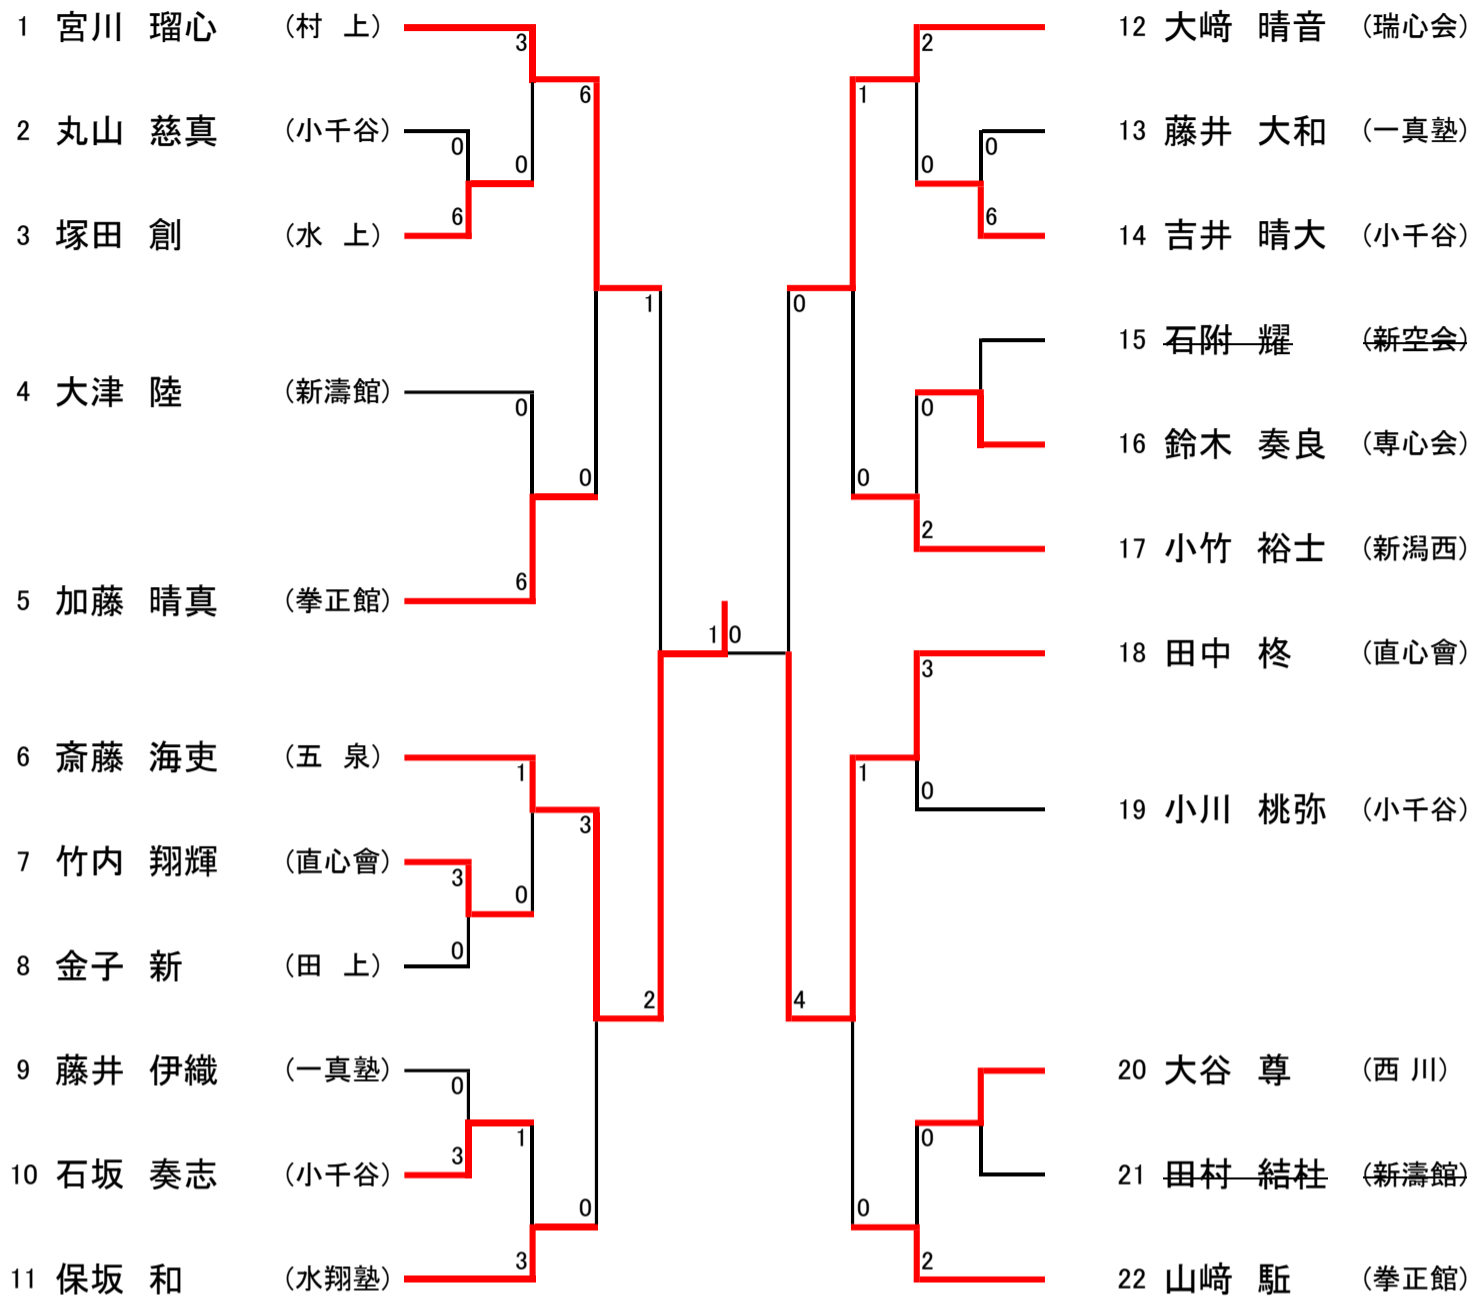 1 宮川 瑠心 (村 上)
3
6
2 丸山 慈真 (小千谷)
0
0
3 塚田 創 (水 上)
6
1
4 大津 陸 (新濤館)
0
0
5 加藤 晴真 (拳正館)
6
6 斎藤 海吏 (五 泉)
1
3
7 竹内 翔輝 (直心會)
3
0
8 金子 新 (田 上)
0
2
9 藤井 伊織 (一真塾)
0
1
10 石坂 奏志 (小千谷)
3
0
11 保坂 和 (水翔塾)
3
1 0
12 大﨑 晴音 (瑞心会)
2
1
13 藤井 大和 (一真塾)
0
0
14 吉井 晴大 (小千谷)
6
0
15 石附 耀 (新空会)
0
16 鈴木 奏良 (専心会)
0
17 小竹 裕士 (新潟西)
2
18 田中 柊 (直心會)
3
1
0
19 小川 桃弥 (小千谷)
4
20 大谷 尊 (西 川)
0
21 田村 結杜 (新濤館)
0
2
22 山﨑 駈 (拳正館)